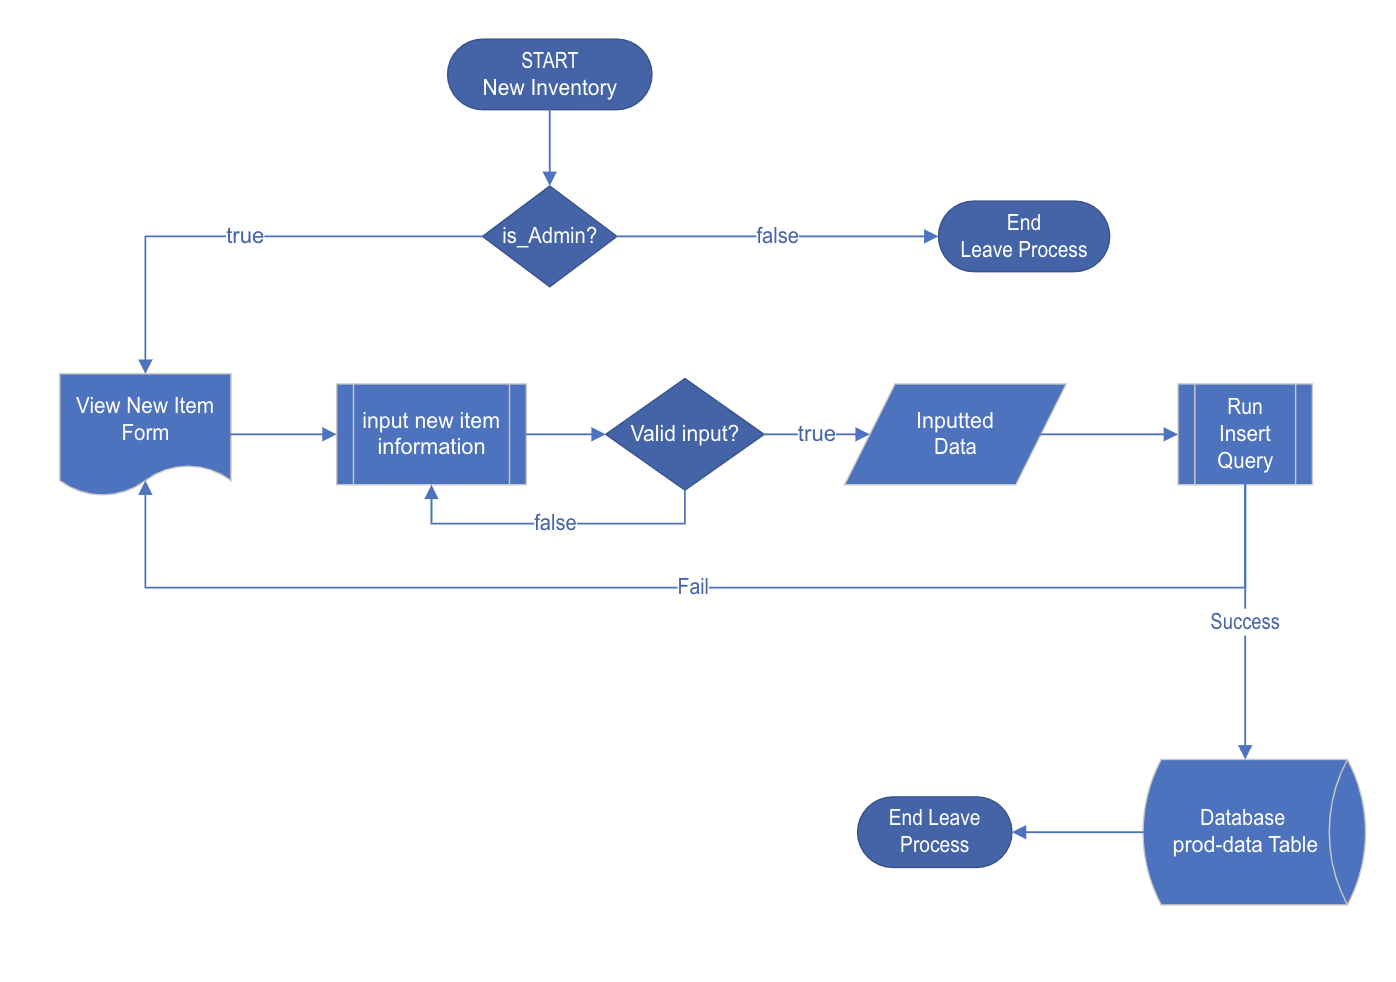 START
New Inventory
is_Admin?
true
false
End
Leave Process
View New Item
Form
input new item
information
Valid input?
true
Inputted
Data
Run
Insert
Query
false
Fail
Success
End Leave
Process
Database
prod-data Table